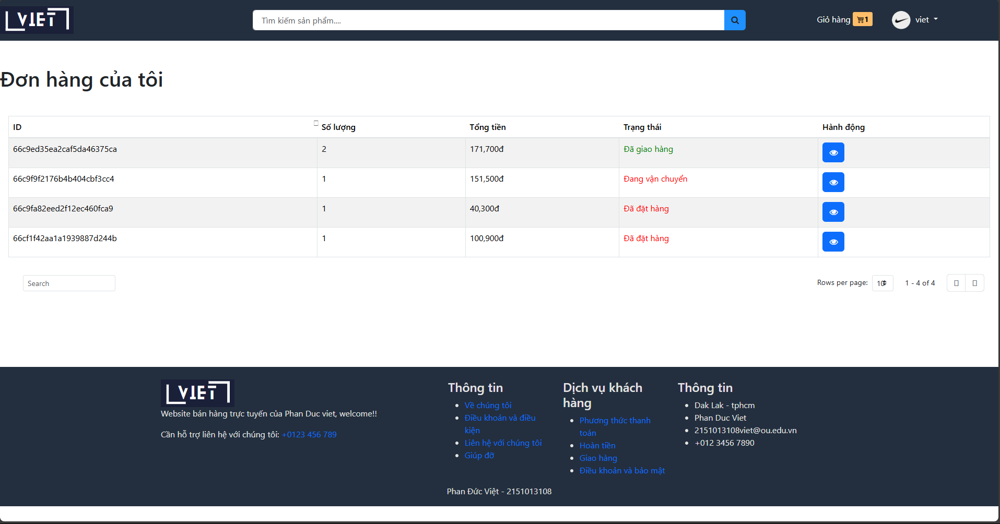 VIET
Tìm kiếm sản phẩm....
Giỏ hàng 1
viet
Đơn hàng của tôi
ID Số lượng Tổng tiền Trạng thái Hành động
66c9ed35ea2caf5da46375ca 2 171,700đ Đã giao hàng
66c9f9f2176b4b404cbf3cc4 1 151,500đ Đang vận chuyển
66c9fa82eed2f12ec460fca9 1 40,300đ Đã đặt hàng
66cf1f42aa1a1939887d244b 1 100,900đ Đã đặt hàng
Search
Rows per page: 10 1 - 4 of 4
VIET
Website bán hàng trực tuyến của Phan Duc viet, welcome!!
Cần hỗ trợ liên hệ với chúng tôi: +0123 456 789
Thông tin
Về chúng tôi
Điều khoản và điều
kiện
Liên hệ với chúng tôi
Giúp đỡ
Dịch vụ khách
hàng
Phương thức thanh
toán
Hoàn tiền
Giao hàng
Điều khoản và bảo mật
Thông tin
Dak Lak - tphcm
Phan Duc Viet
2151013108viet@ou.edu.vn
+012 3456 7890
Phan Đức Việt - 2151013108